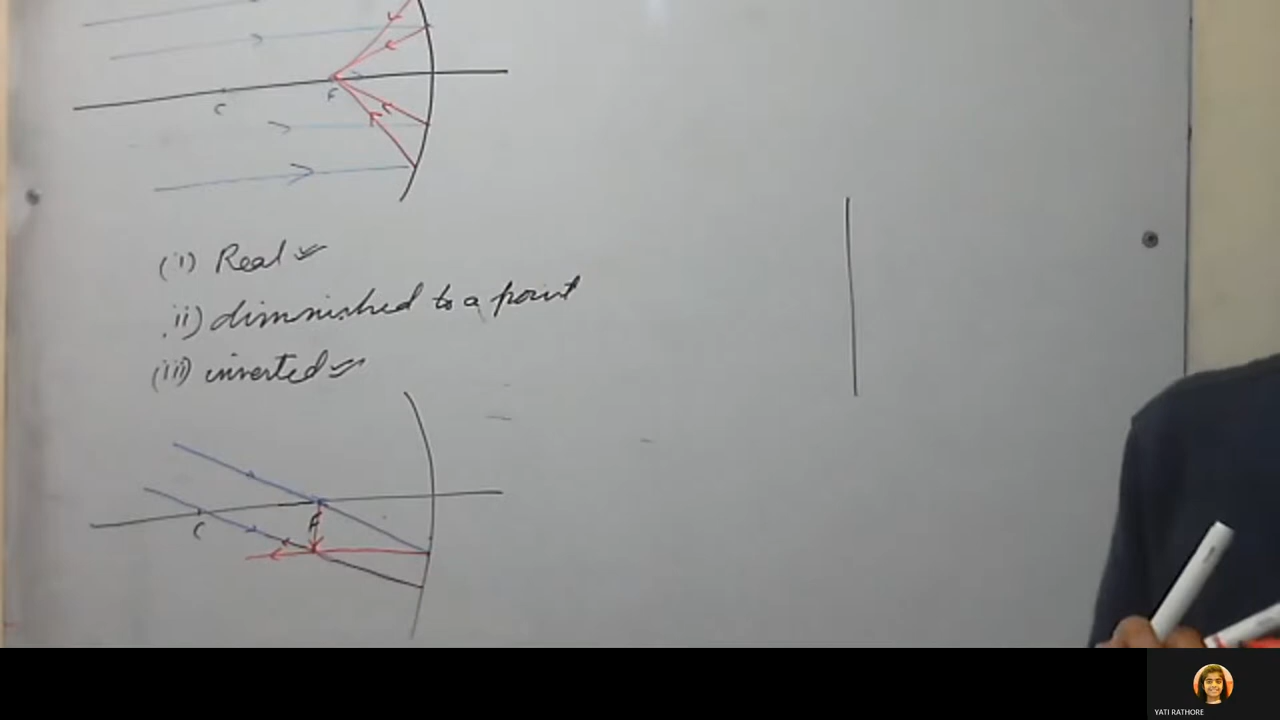 C F
(i) Real
ii) diminished to a point
(iii) inverted
C F
YATI RATHORE